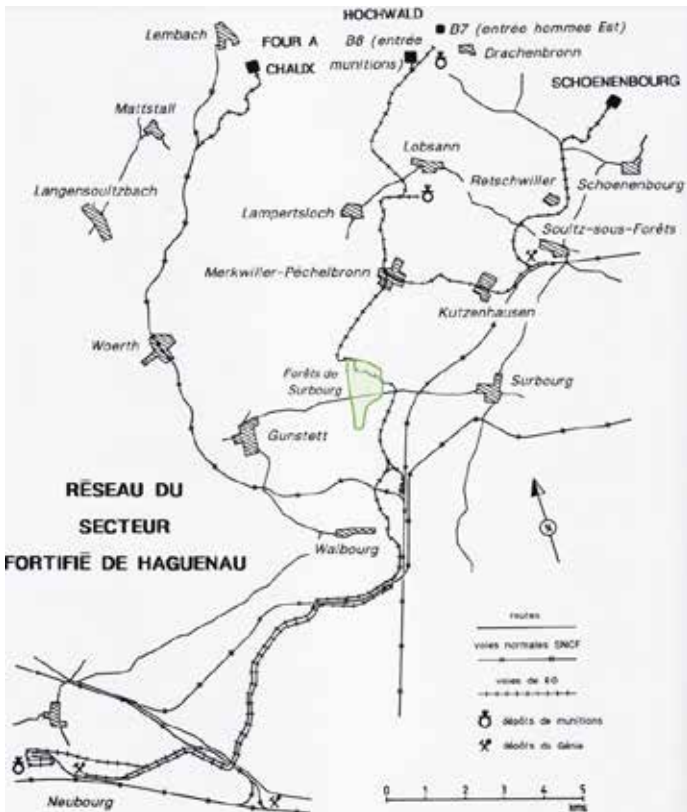 HOCHWALD
B7 (entrée hommes Est)
Lembach
FOUR A
CHAUX
B8 (entrée
munitions)
Drachenbronn
SCHOENENBOURG
Mattstall
Lobsann
Retschwiller
Schoenenbourg
Langensoultzbach
Lampertsloch
Soultz-sous-Forêts
Merkwiller-Péchelbronn
Kutzenhausen
Woerth
Forêts de
Surbourg
Surbourg
Gunstett
RÉSEAU DU
SECTEUR
FORTIFIÉ DE HAGUENAU
Walbourg
routes
voies normales SNCF
voies de 60
dépôts de munitions
dépôts du Génie
Neubourg
0 1 2 3 4 5
kms